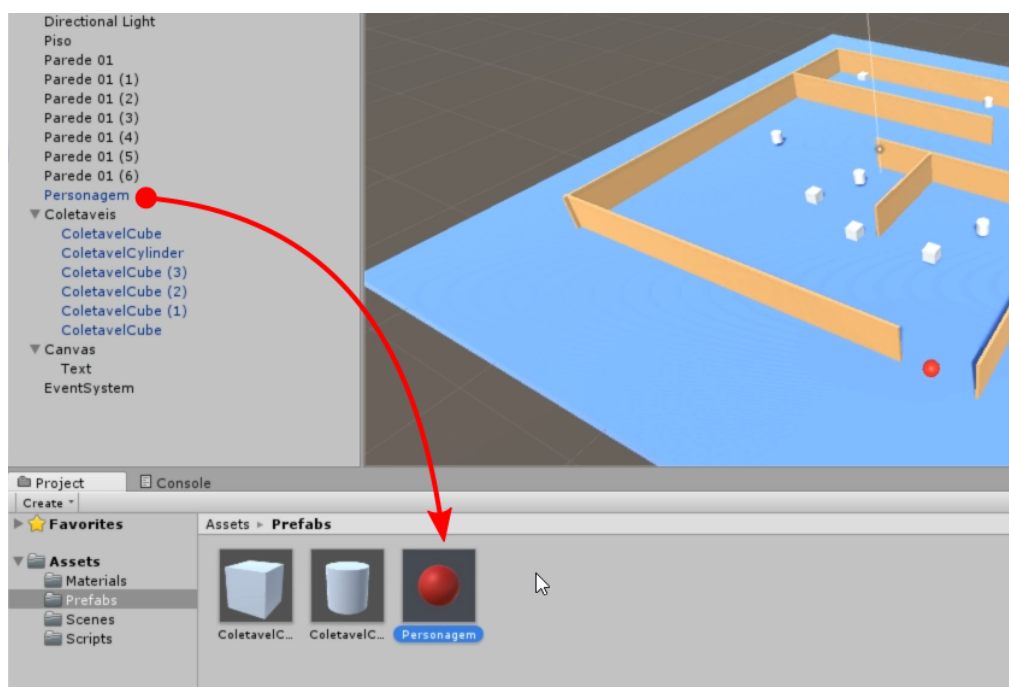 Directional Light
Piso
Parede 01
Parede 01 (1)
Parede 01 (2)
Parede 01 (3)
Parede 01 (4)
Parede 01 (5)
Parede 01 (6)
Personagem
Coletaveis
ColetavelCube
ColetavelCylinder
ColetavelCube (3)
ColetavelCube (2)
ColetavelCube (1)
ColetavelCube
Canvas
Text
EventSystem
Project Console
Create
Favorites
Assets
Materials
Prefabs
Scenes
Scripts
Assets Prefabs
ColetavelC... ColetavelC... Personagem